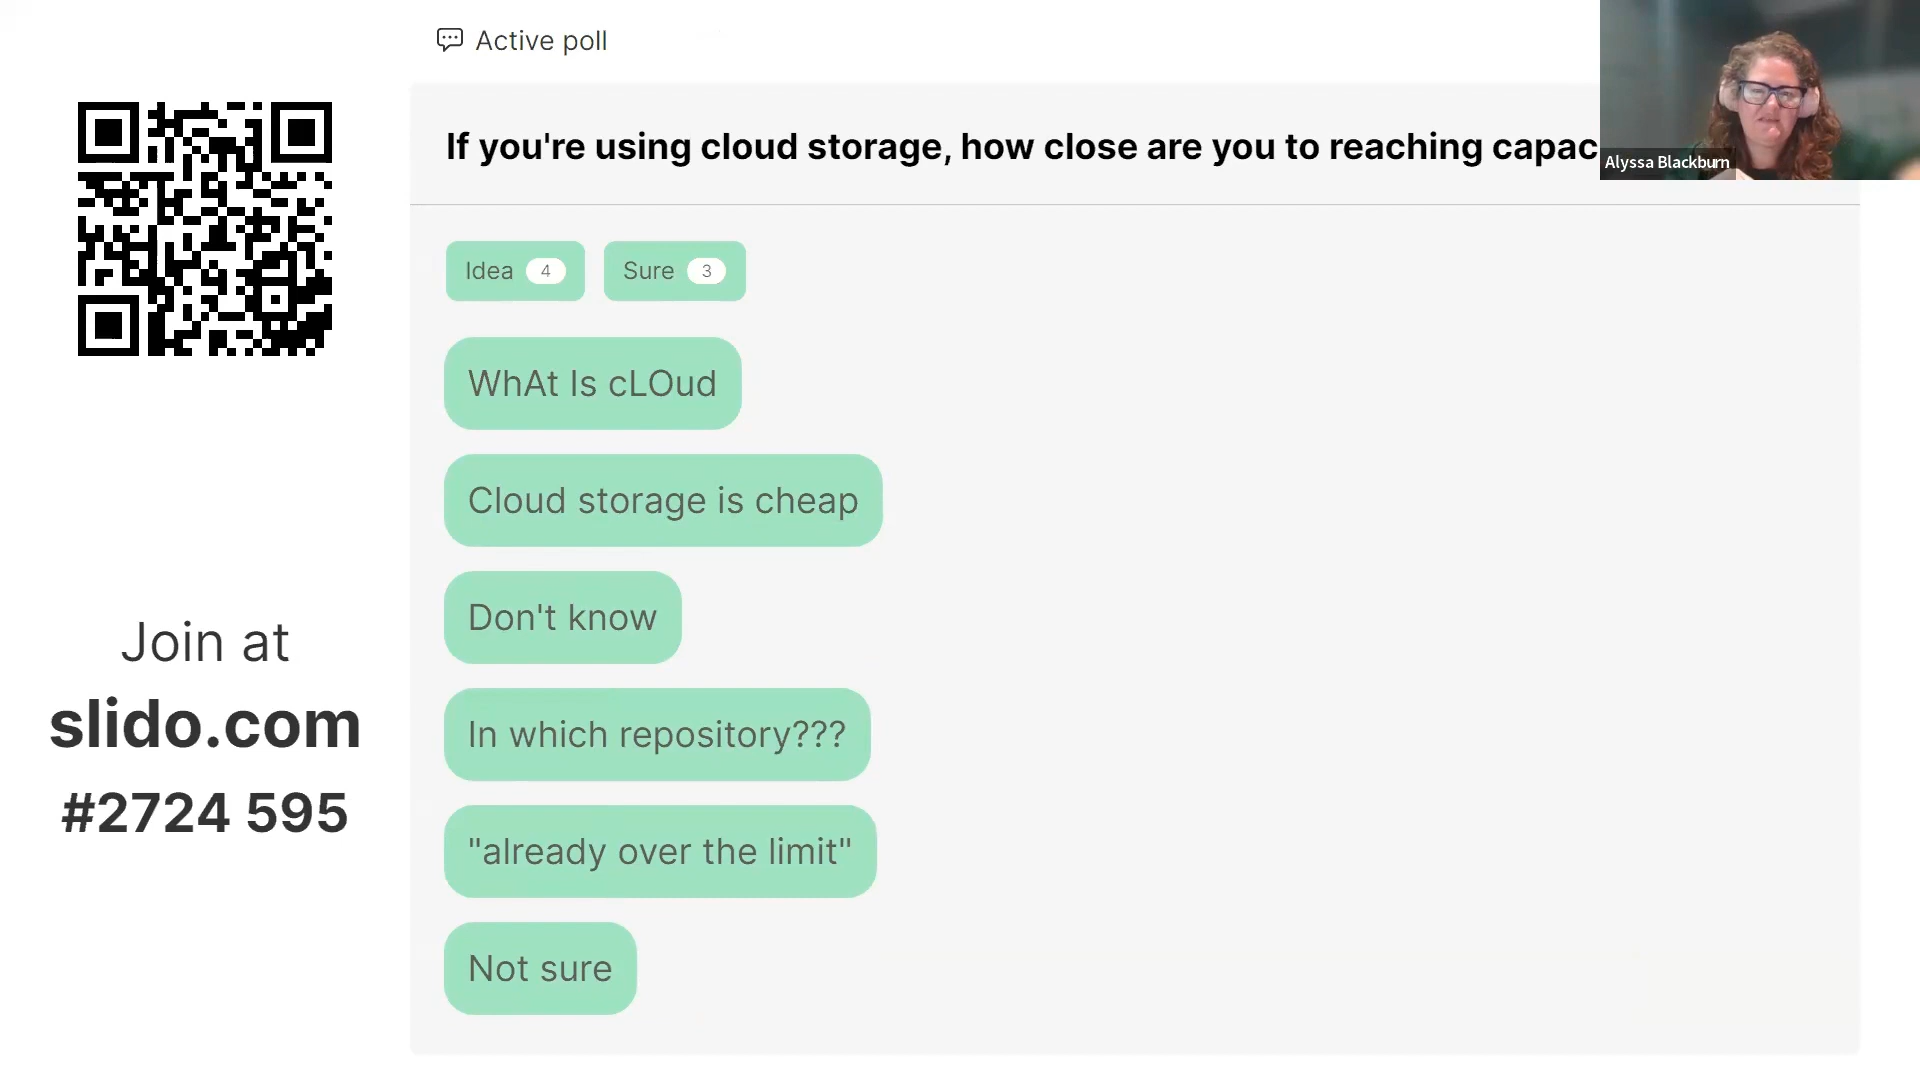 Active poll
If you're using cloud storage, how close are you to reaching capac
Alyssa Blackburn
Idea 4
Sure 3
WhAt Is cLOud
Cloud storage is cheap
Don't know
In which repository???
"already over the limit"
Not sure
Join at
slido.com
#2724 595